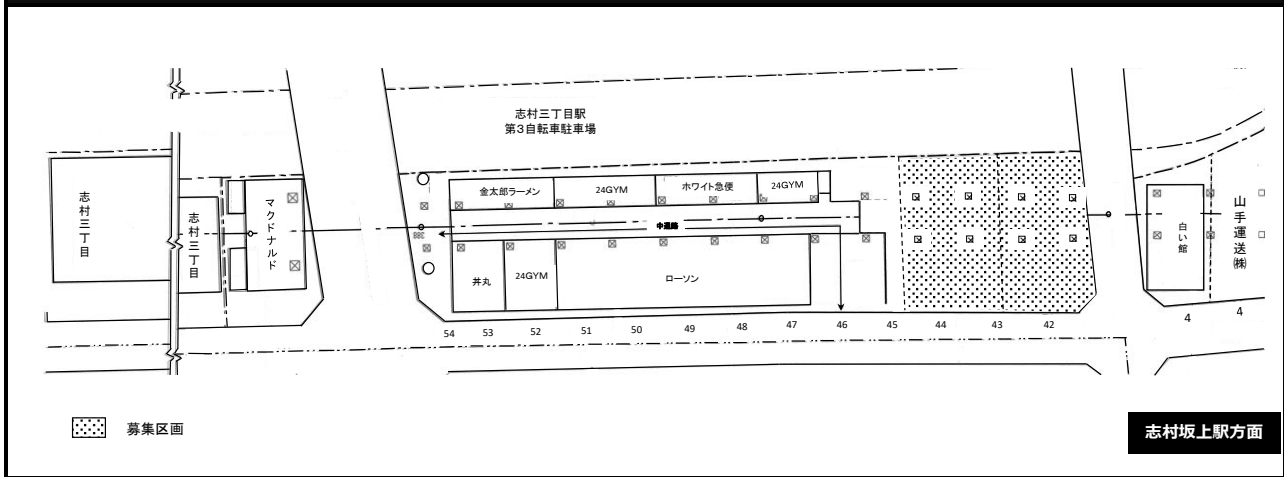 志村三丁目駅
第3自転車駐車場
志村三丁目
志村三丁目
マクドナルド
金太郎ラーメン
24GYM
ホワイト急便
24GYM
中通路
丼丸
24GYM
ローソン
白い館
山手運送㈱
54 53 52 51 50 49 48 47 46 45 44 43 42 4 4
募集区画
志村坂上駅方面